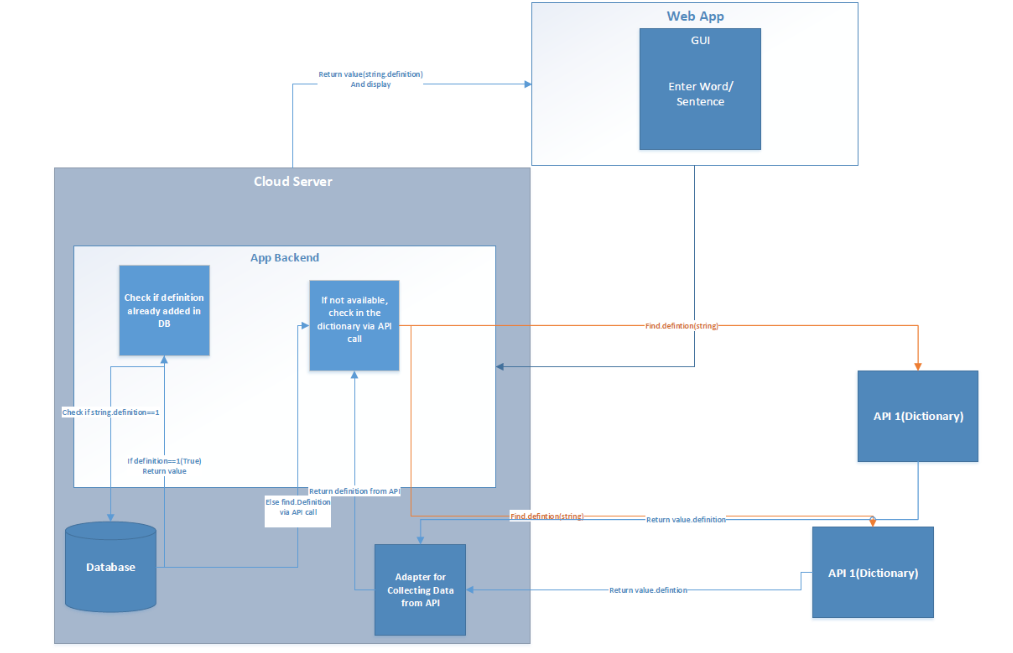 Web App
GUI
Enter Word/
Sentence
Return value(string.definition)
And display
Cloud Server
App Backend
Check if definition
already added in
DB
If not available,
check in the
dictionary via API
call
Find.defintion(string)
API 1(Dictionary)
Check if string.definition==1
If definition==1(True)
Return value
Return definition from API
Else find.Definition
via API call
Find.defintion(string)
Return value.definition
Database
Adapter for
Collecting Data
from API
API 1(Dictionary)
Return value.defintion